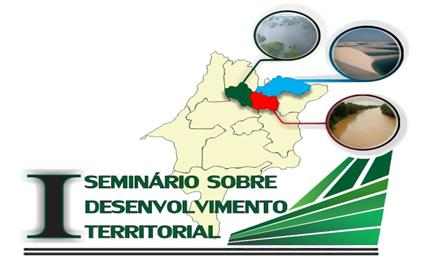 I SEMINÁRIO SOBRE
DESENVOLVIMENTO
TERRITORIAL